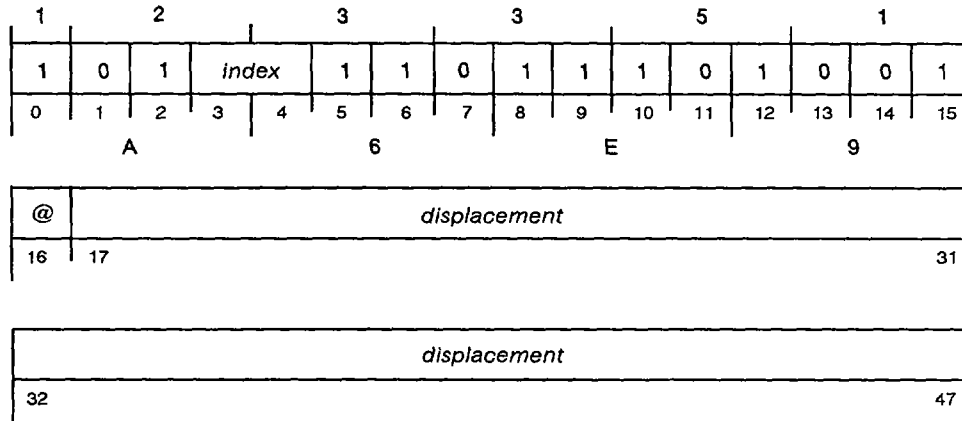 1 2 3 3 5 1
1 0 1 index 1 1 0 1 1 1 0 1 0 0 1
0 1 2 3 4 5 6 7 8 9 10 11 12 13 14 15
A 6 E 9
@ displacement
16 17 31
displacement
32 47